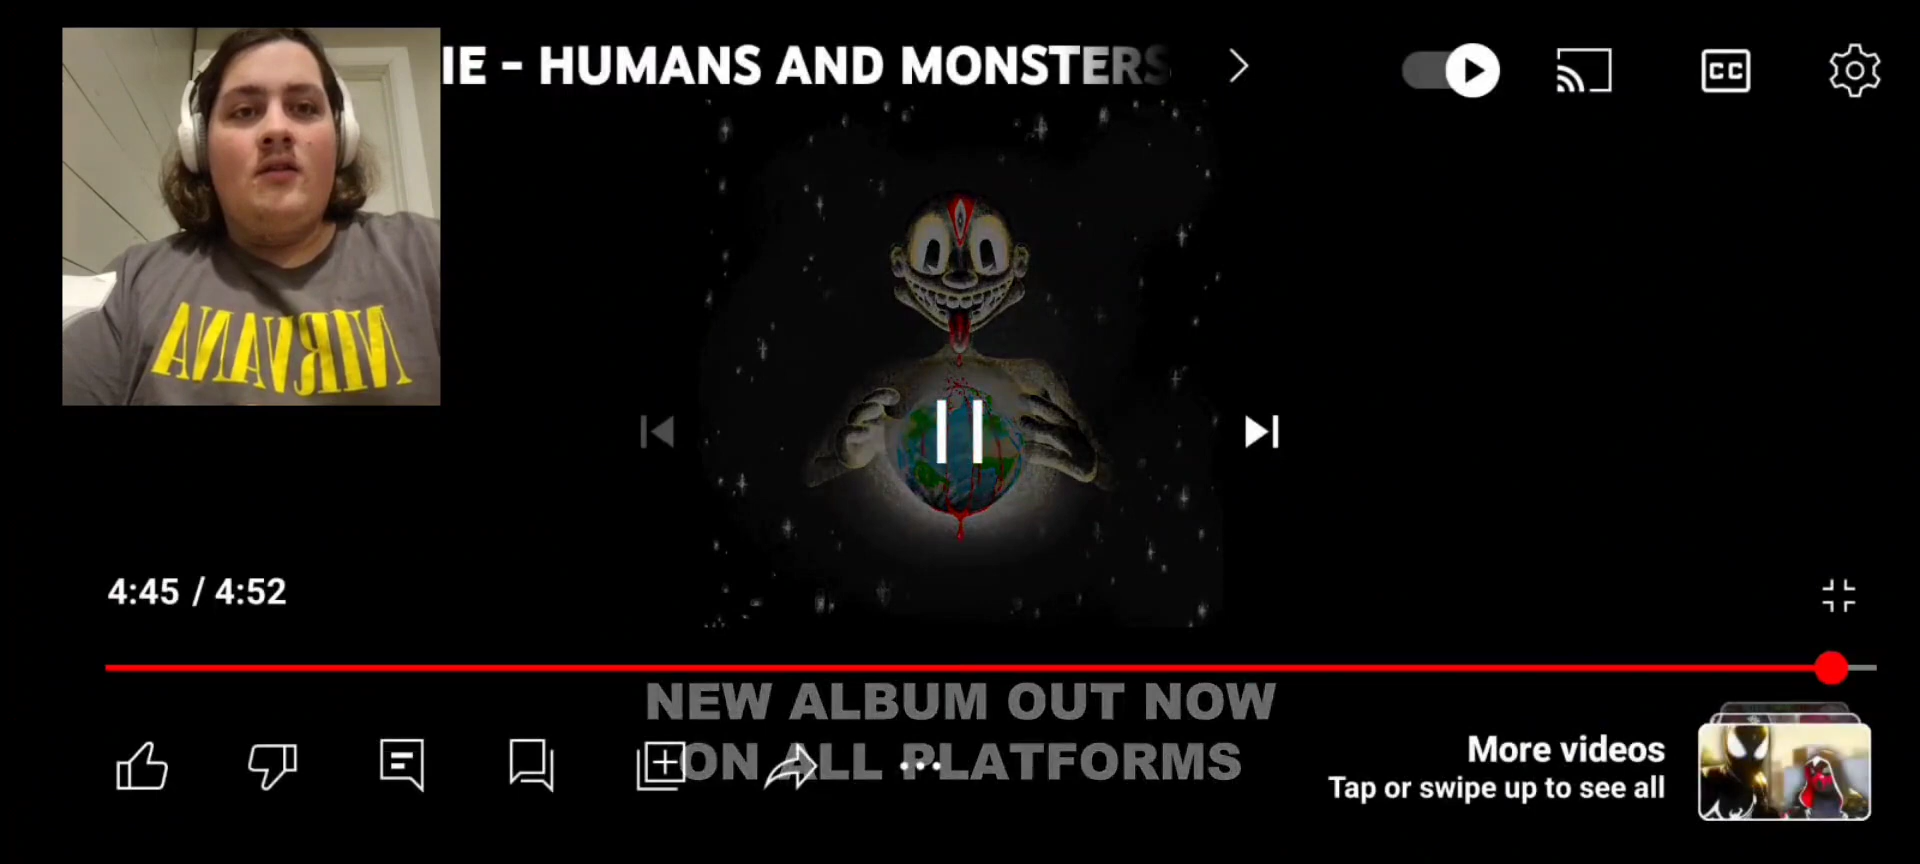 IE - HUMANS AND MONSTERS
CC
NIRVANA
4:45 / 4:52
NEW ALBUM OUT NOW
ON ALL PLATFORMS
More videos
Tap or swipe up to see all